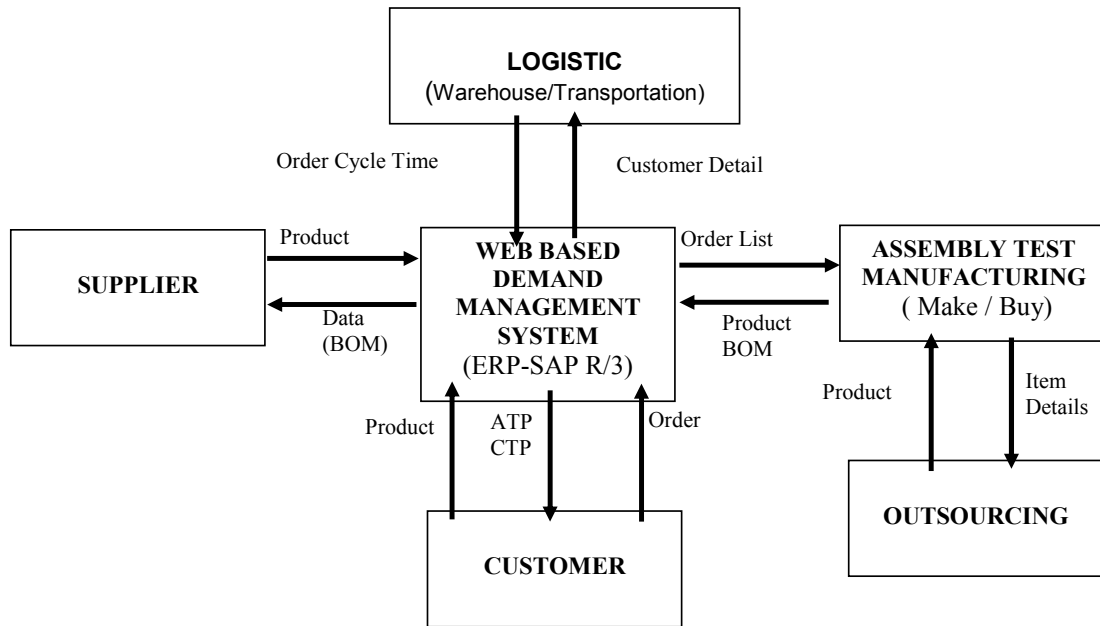 LOGISTIC
(Warehouse/Transportation)
Order Cycle Time
Customer Detail
Product
SUPPLIER
Data
(BOM)
WEB BASED
DEMAND
MANAGEMENT
SYSTEM
(ERP-SAP R/3)
Order List
Product
BOM
ASSEMBLY TEST
MANUFACTURING
( Make / Buy)
Product
ATP
CTP
Order
Product
Item
Details
CUSTOMER
OUTSOURCING